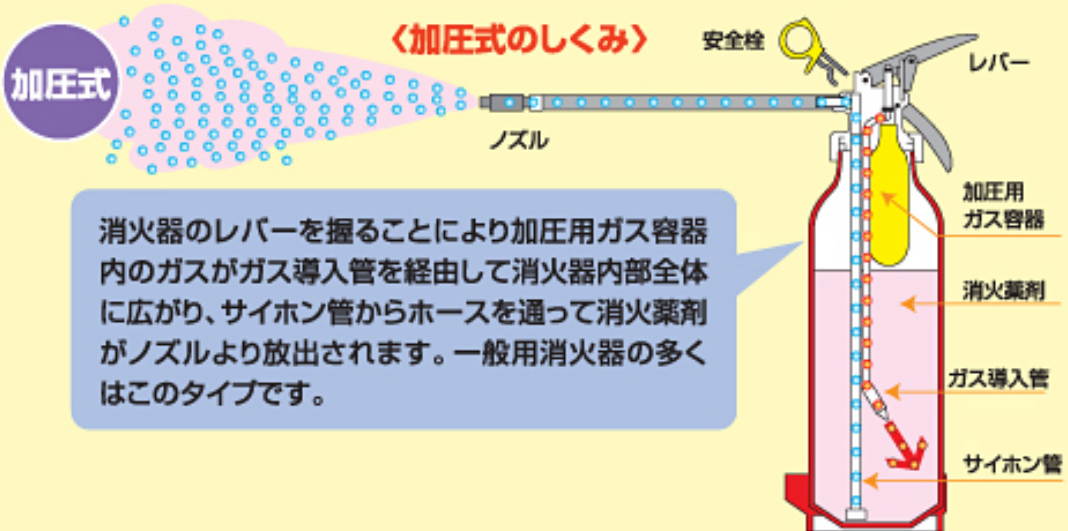 加圧式
〈加圧式のしくみ〉
安全栓
レバー
ノズル
消火器のレバーを握ることにより加圧用ガス容器
内のガスがガス導入管を経由して消火器内部全体
に広がり、サイホン管からホースを通って消火薬剤
がノズルより放出されます。一般用消火器の多く
はこのタイプです。
加圧用
ガス容器
消火薬剤
ガス導入管
サイホン管